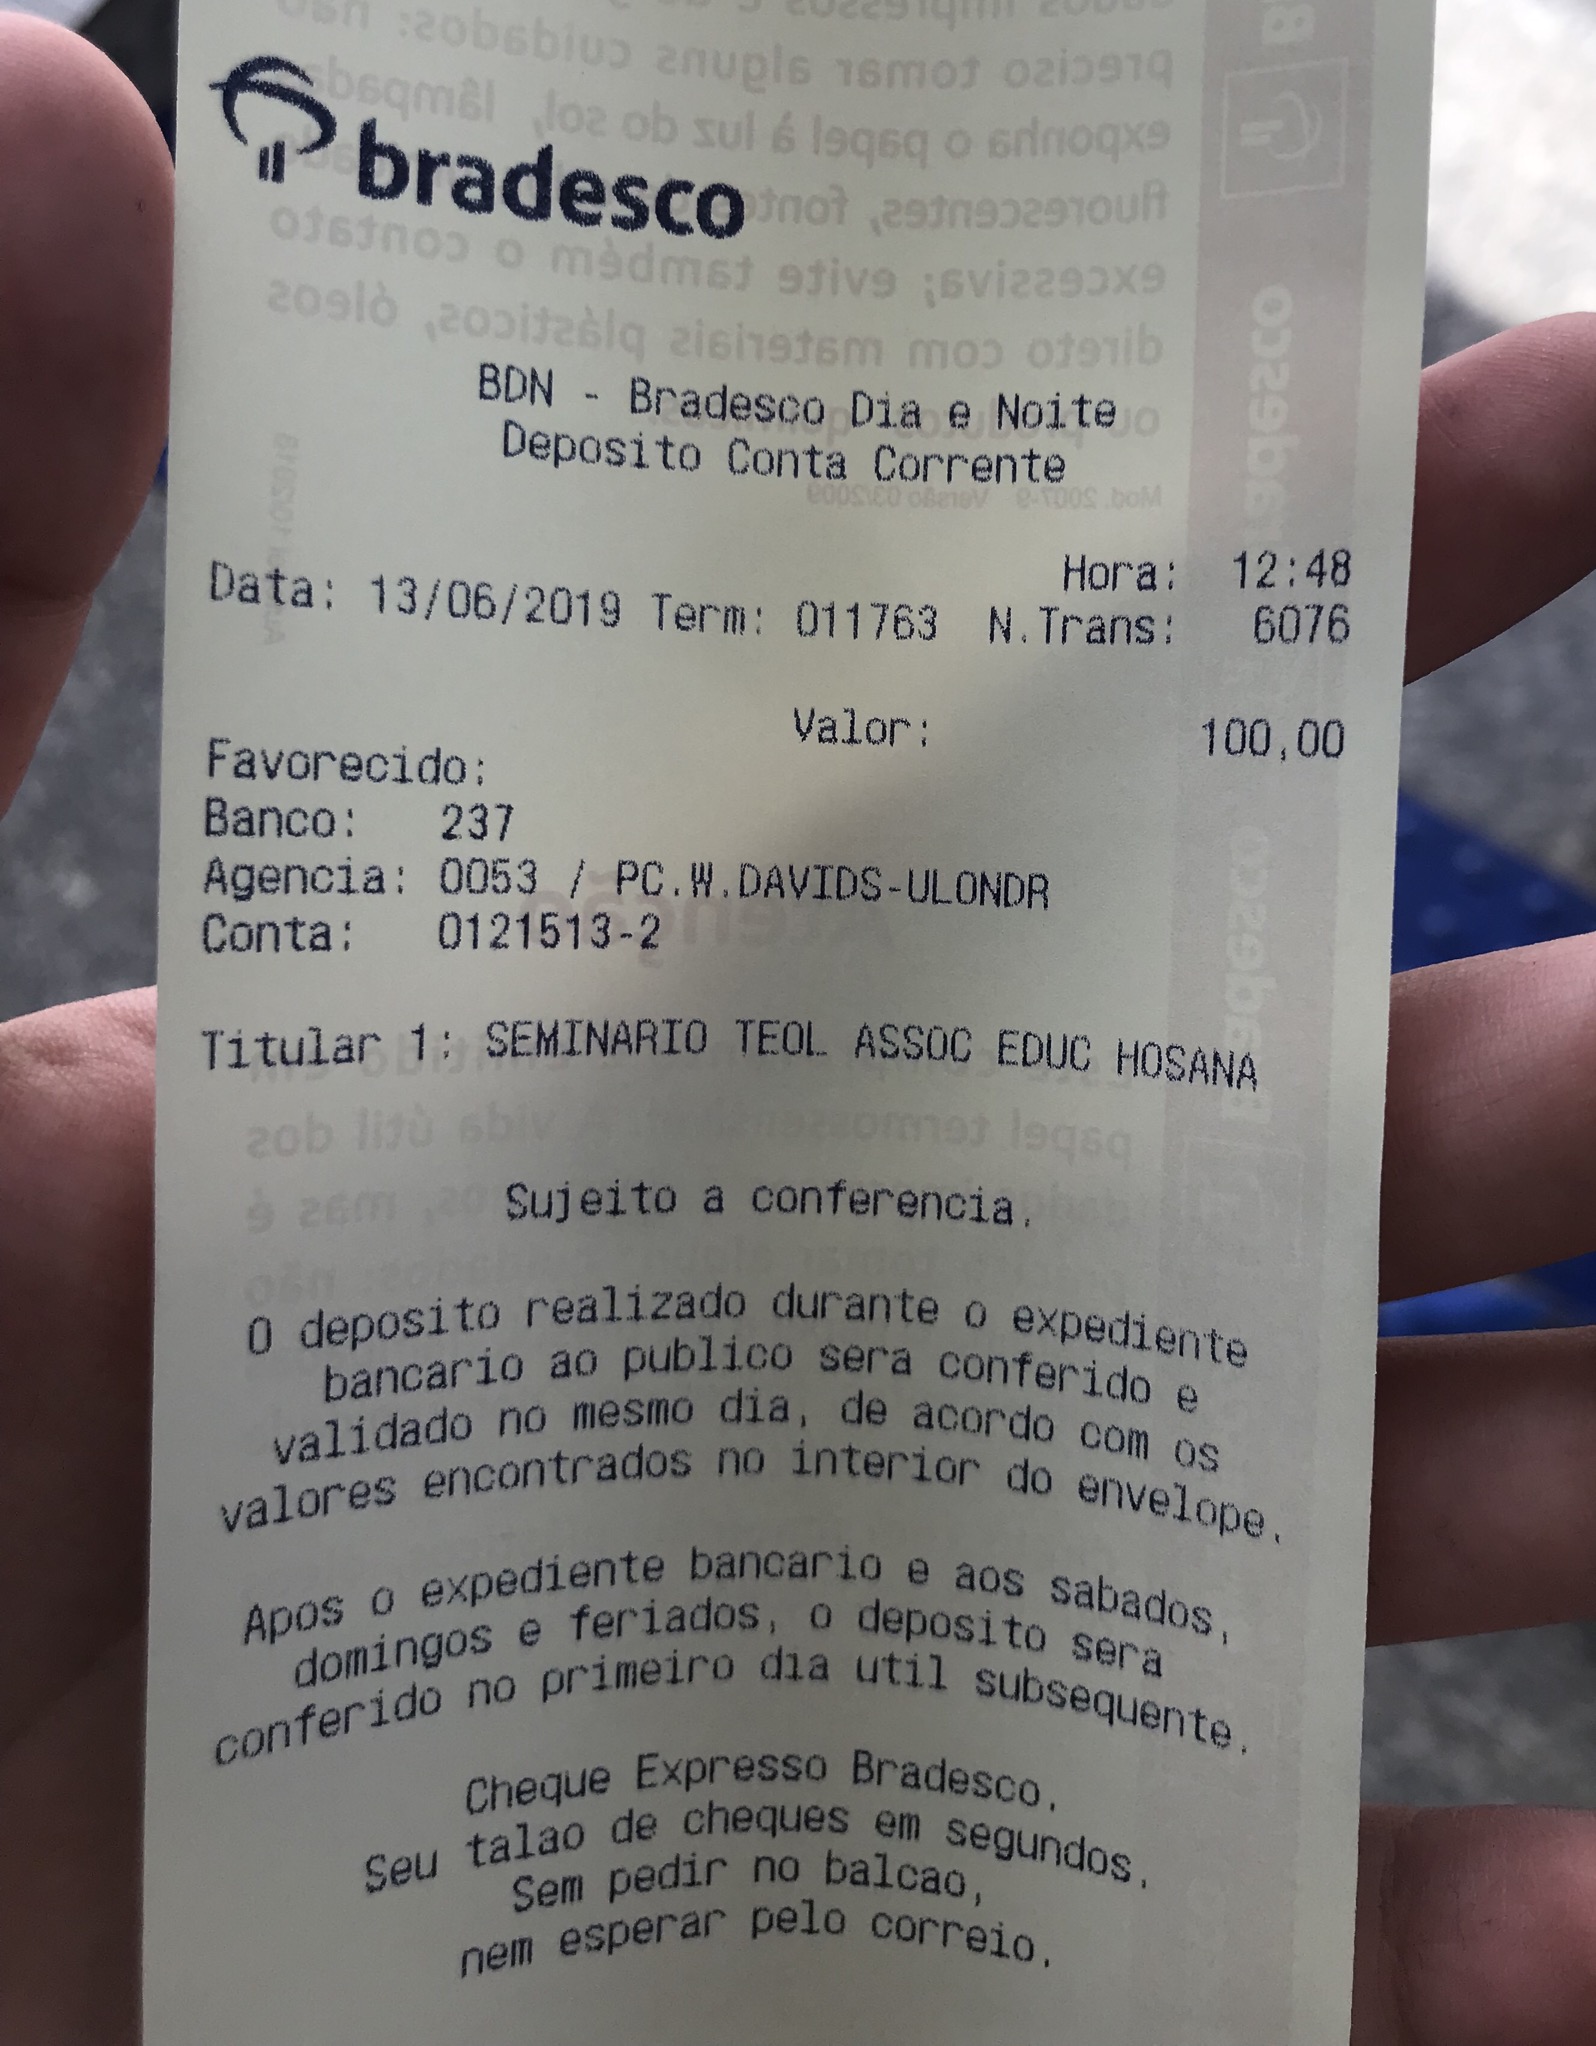 bradesco
BDN - Bradesco Dia e Noite
Deposito Conta Corrente
Hora: 12:48
Data: 13/06/2019 Term: 011763 N.Trans: 6076
Valor: 100,00
Favorecido:
Banco: 237
Agencia: 0053 / PC.W.DAVIDS-ULONDR
Conta: 0121513-2
Titular 1: SEMINARIO TEOL ASSOC EDUC HOSANA
Sujeito a conferencia.
O deposito realizado durante o expediente
bancario ao publico sera conferido e
validado no mesmo dia, de acordo com os
valores encontrados no interior do envelope.
Apos o expediente bancario e aos sabados,
domingos e feriados, o deposito sera
conferido no primeiro dia util subsequente.
Cheque Expresso Bradesco.
Seu talao de cheques em segundos.
Sem pedir no balcao,
nem esperar pelo correio.